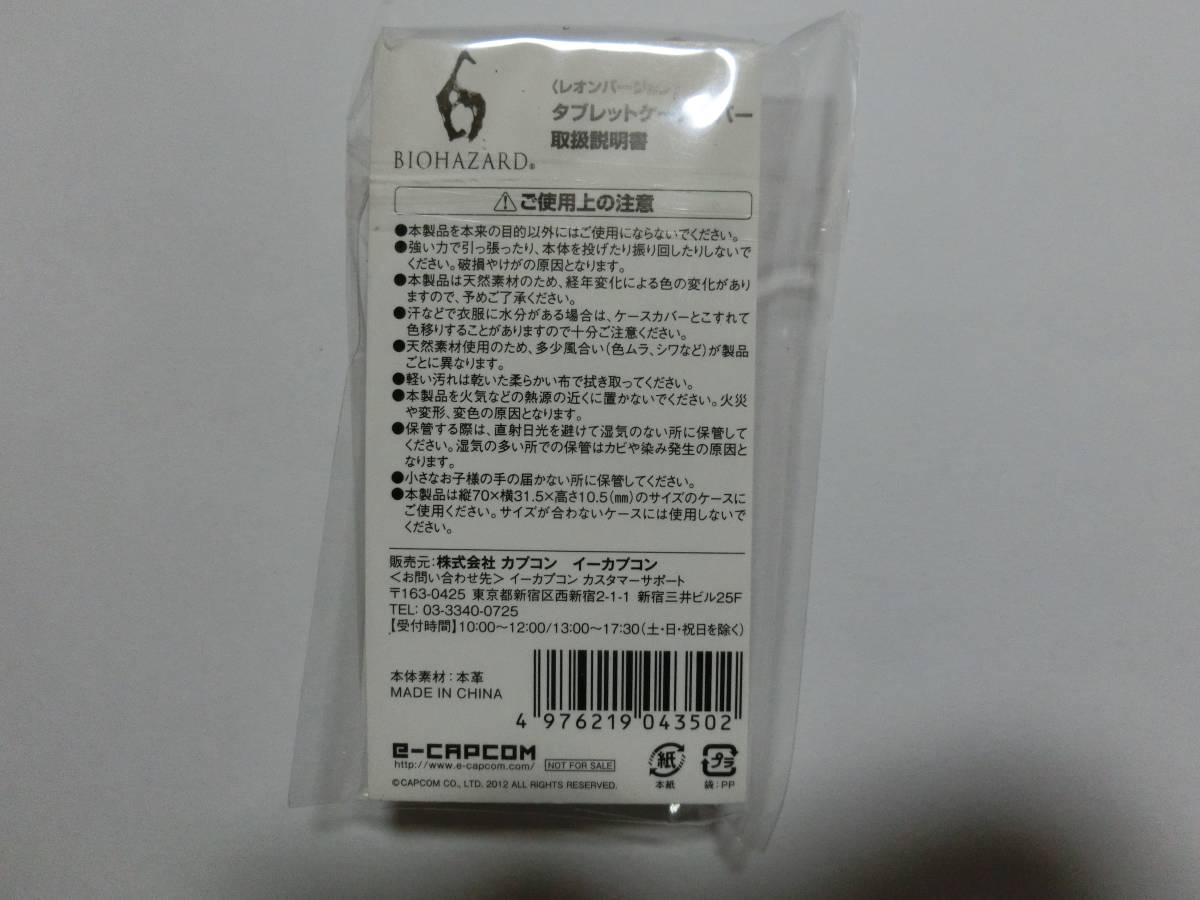 6
BIOHAZARD®
〈レオンバージョン
タブレットケースカバー
取扱説明書
⚠ご使用上の注意
●本製品を本来の目的以外にはご使用にならないでください。
●強い力で引っ張ったり、本体を投げたり振り回したりしないで
ください。破損やけがの原因となります。
●本製品は天然素材のため、経年変化による色の変化があり
ますので、予めご了承ください。
●汗などで衣服に水分がある場合は、ケースカバーとこすれて
色移りすることがありますので十分ご注意ください。
●天然素材使用のため、多少風合い(色ムラ、シワなど)が製品
ごとに異なります。
●軽い汚れは乾いた柔らかい布で拭き取ってください。
●本製品を火気などの熱源の近くに置かないでください。火災
や変形、変色の原因となります。
●保管する際は、直射日光を避けて湿気のない所に保管して
ください。湿気の多い所での保管はカビや染み発生の原因と
なります。
●小さなお子様の手の届かない所に保管してください。
●本製品は縦70×横31.5×高さ10.5(㎜)のサイズのケースに
ご使用ください。サイズが合わないケースには使用しないで
ください。
販売元:株式会社 カプコン イーカプコン
＜お問い合わせ先＞イーカプコン カスタマーサポート
〒163-0425 東京都新宿区西新宿2-1-1 新宿三井ビル25F
TEL: 03-3340-0725
【受付時間】10:00〜12:00/13:00〜17:30(土・日・祝日を除く)
本体素材:本革
MADE IN CHINA
4 976219 043502
e-CAPCOM
http://www.e-capcom.com/
NOT FOR SALE
©CAPCOM CO., LTD. 2012 ALL RIGHTS RESERVED.
紙
本紙
プラ
袋:PP